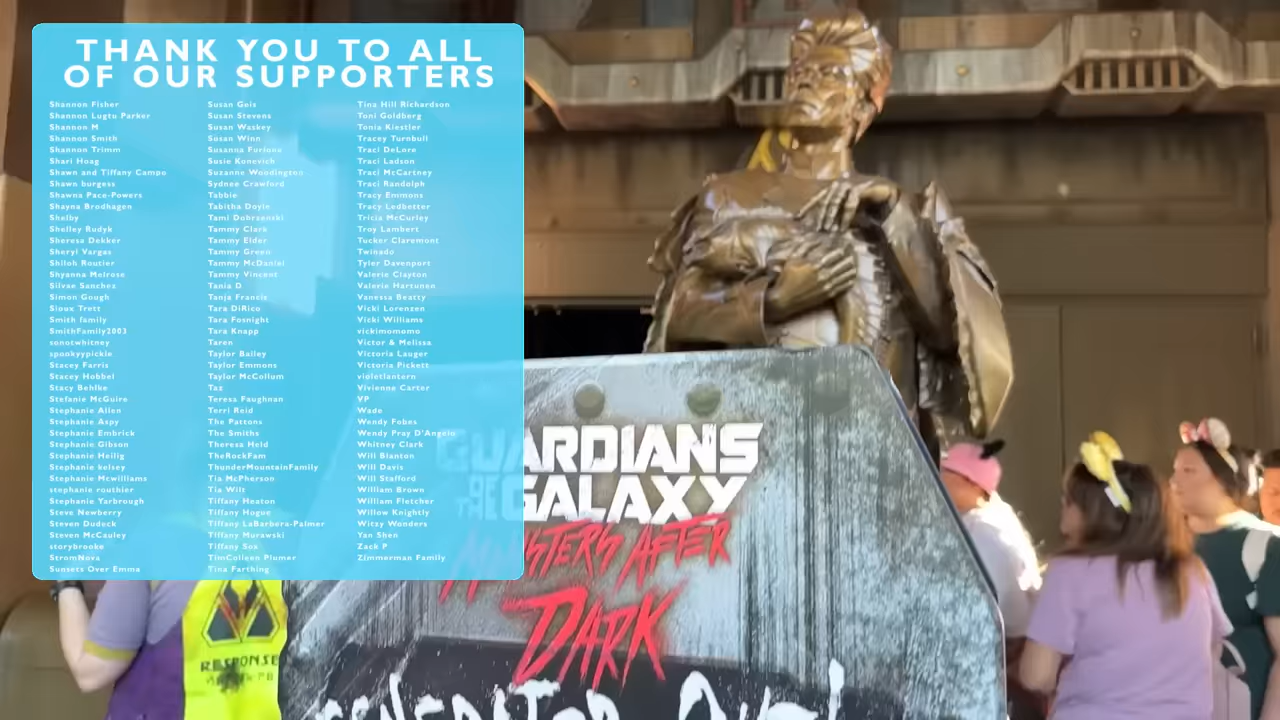 THANK YOU TO ALL
OF OUR SUPPORTERS
Shannon Fisher
Shannon Lugtu Parker
Shannon M
Shannon Smith
Shannon Trimm
Shari Hoag
Shawn and Tiffany Campo
Shawn burgess
Shawna Paco-Powers
Shayna Brodhagen
Shelby
Shelley Rudyk
Sheresa Dekker
Sheryl Vargas
Shiloh Routier
Shyanna Melrose
Silvae Sanchez
Simon Gough
Sioux Trett
Smith family
SmithFamily2003
sonotwhitney
spookyypickle
Stacey Farris
Stacey Hobbel
Stacy Behlke
Stefanie McGuire
Stephanie Allen
Stephanie Aspy
Stephanie Embrick
Stephanie Gibson
Stephanie Heilig
Stephanie kelsey
Stephanie Mcwilliams
stephanie routhier
Stephanie Yarbrough
Steve Newberry
Steven Dudeck
Steven McCauley
storybrooke
StromNova
Sunsets Over Emma
Susan Geis
Susan Stevens
Susan Waskey
Susan Winn
Susanna Furlong
Susie Konevich
Suzanne Woodington
Sydnee Crawford
Tabbie
Tabitha Doyle
Tami Dobrzenski
Tammy Clark
Tammy Elder
Tammy Green
Tammy McDaniel
Tammy Vincent
Tania D
Tanja Francis
Tara DiRico
Tara Fosnight
Tara Knapp
Taren
Taylor Bailey
Taylor Emmons
Taylor McCollum
Taz
Teresa Faughnan
Terri Reid
The Pattons
The Smiths
Theresa Held
TheRockFam
ThunderMountainFamily
Tia McPherson
Tia Wilt
Tiffany Heaton
Tiffany Hogue
Tiffany LaBarbera-Palmer
Tiffany Murawski
Tiffany Sox
TimColleen Plumer
Tina Farthing
Tina Hill Richardson
Toni Goldberg
Tonia Kiestler
Tracey Turnbull
Traci DeLore
Traci Ladson
Traci McCartney
Traci Randolph
Tracy Emmons
Tracy Ledbetter
Tricia McCurley
Troy Lambert
Tucker Claremont
Twinado
Tyler Davenport
Valerie Clayton
Valerie Hartunen
Vanessa Beatty
Vicki Lorenzen
Vicki Williams
vickimomomo
Victor & Melissa
Victoria Lauger
Victoria Pickett
violetlantern
Vivienne Carter
VP
Wade
Wendy Fobes
Wendy Pray D'Angelo
Whitney Clark
Will Blanton
Will Davis
Will Stafford
William Brown
William Fletcher
Willow Knightly
Witzy Wonders
Yan Shen
Zack P
Zimmerman Family
GUARDIANS
OF THE GALAXY
MONSTERS AFTER
DARK
GENERATOR
RESPONSE